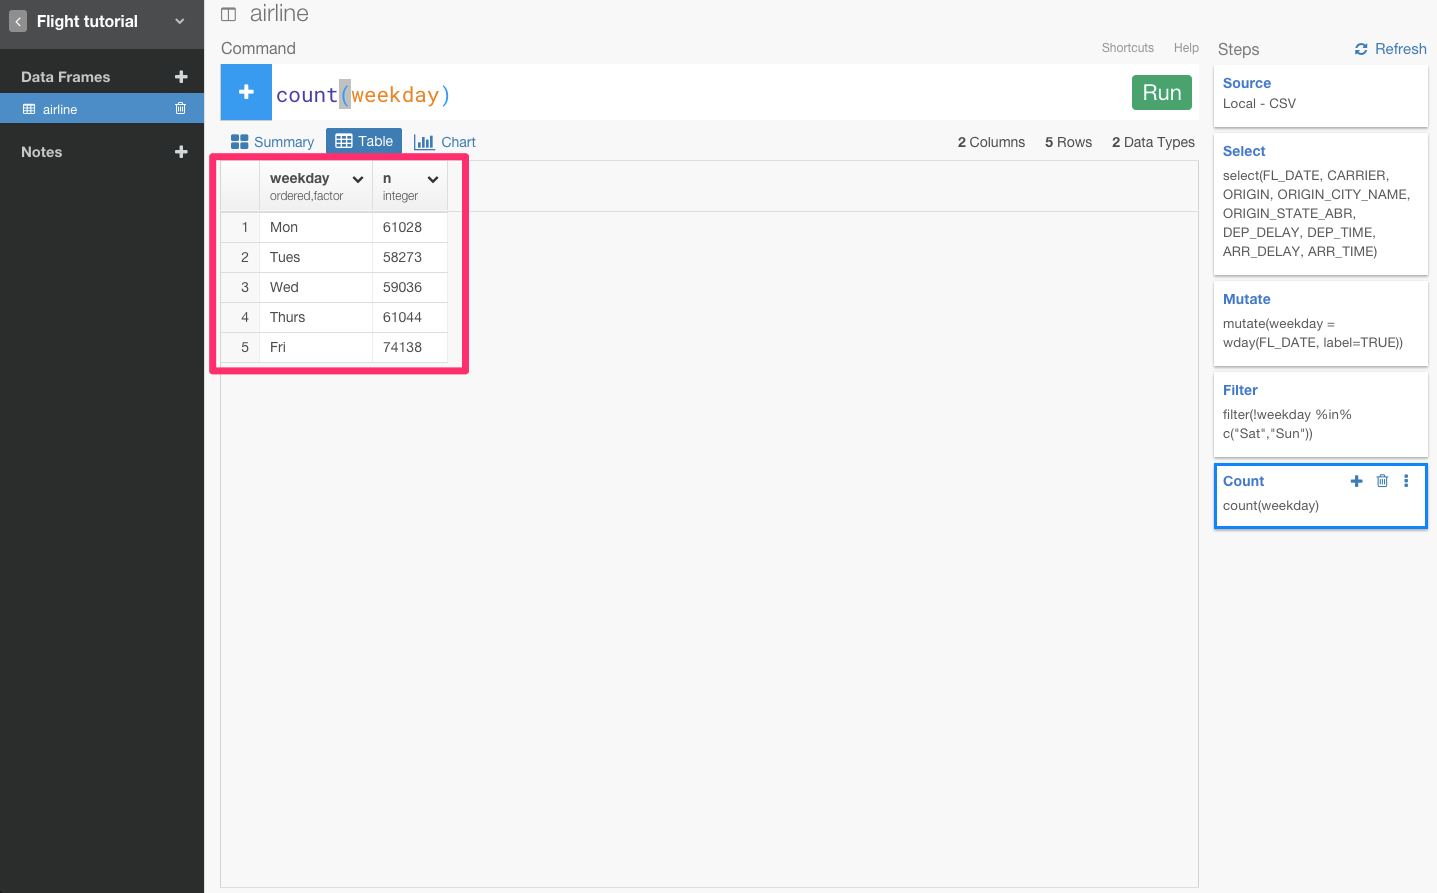 Flight tutorial
Data Frames
airline
Notes
airline
Command
Shortcuts Help
count(weekday)
Run
Summary Table Chart
2 Columns 5 Rows 2 Data Types
weekday n
ordered,factor integer
1 Mon 61028
2 Tues 58273
3 Wed 59036
4 Thurs 61044
5 Fri 74138
Steps Refresh
Source
Local - CSV
Select
select(FL_DATE, CARRIER,
ORIGIN, ORIGIN_CITY_NAME,
ORIGIN_STATE_ABR,
DEP_DELAY, DEP_TIME,
ARR_DELAY, ARR_TIME)
Mutate
mutate(weekday =
wday(FL_DATE, label=TRUE))
Filter
filter(!weekday %in%
c("Sat","Sun"))
Count
count(weekday)